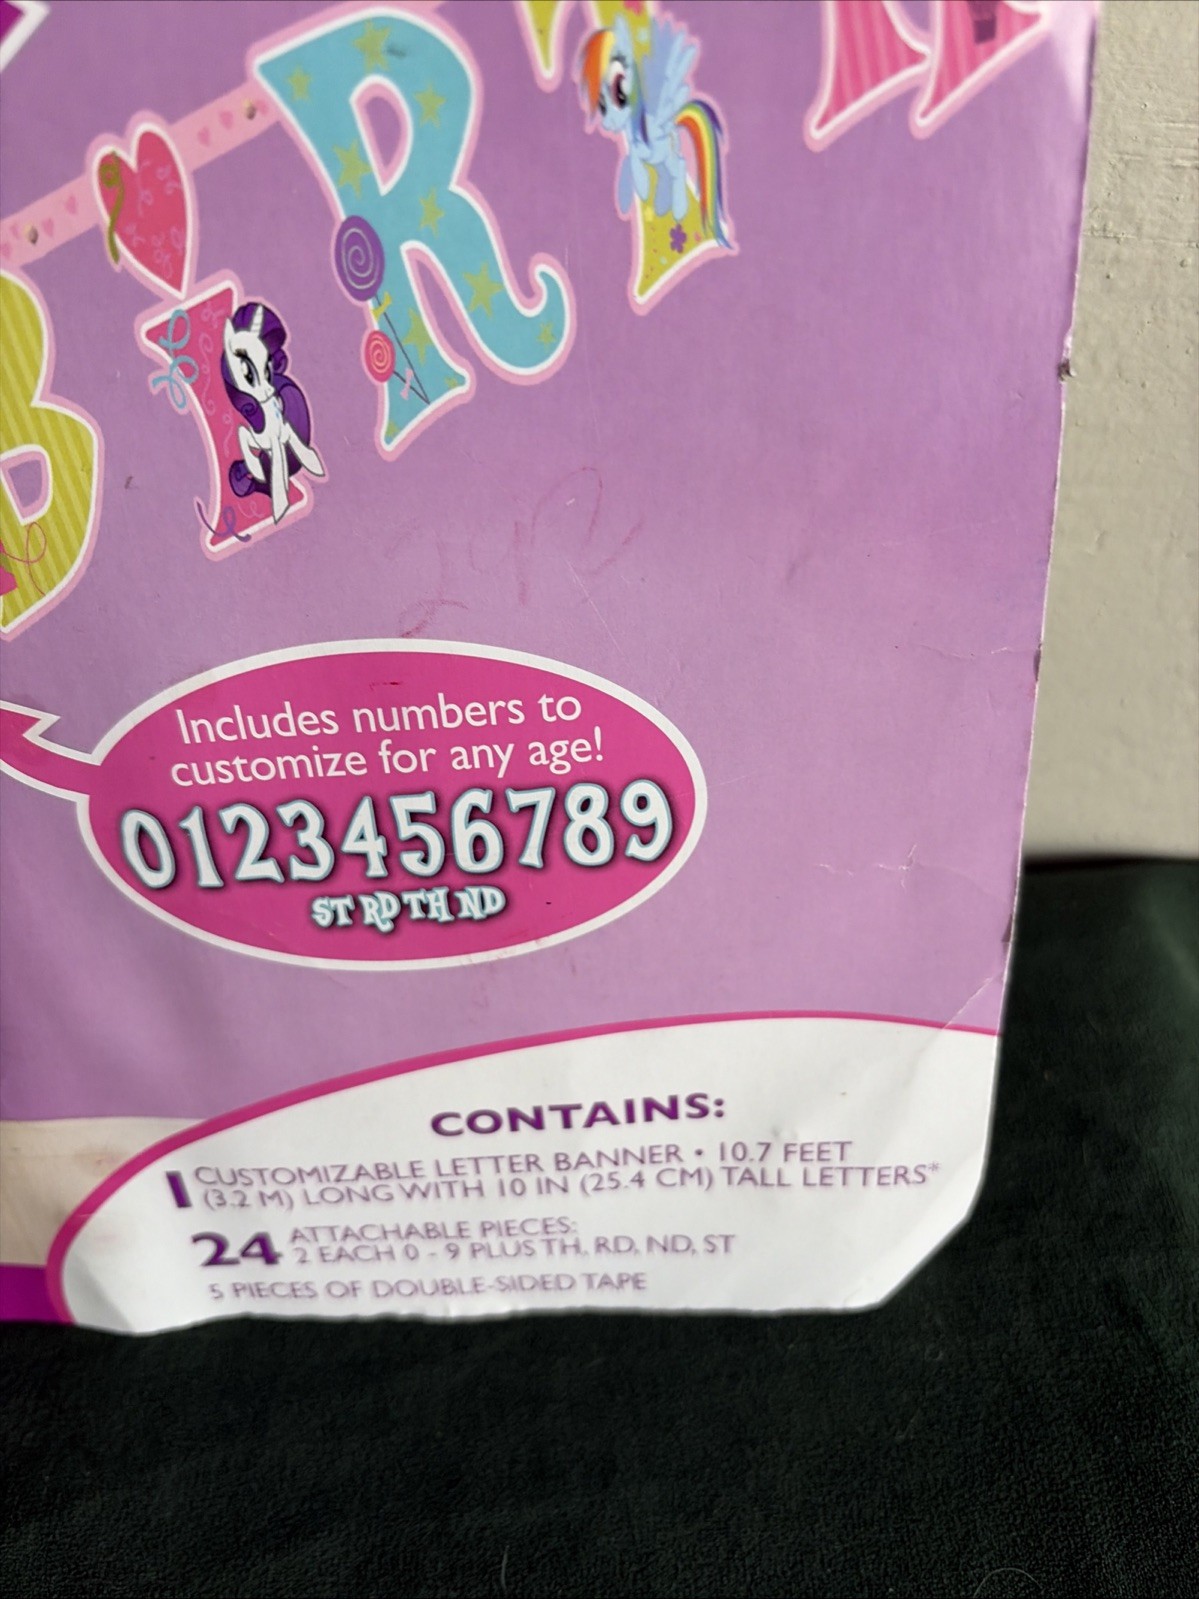 BIRTH
Includes numbers to
customize for any age!
0123456789
ST RD TH ND
CONTAINS:
1 CUSTOMIZABLE LETTER BANNER • 10.7 FEET
(3.2 M) LONG WITH 10 IN (25.4 CM) TALL LETTERS*
24 ATTACHABLE PIECES:
2 EACH 0 - 9 PLUS TH, RD, ND, ST
5 PIECES OF DOUBLE-SIDED TAPE